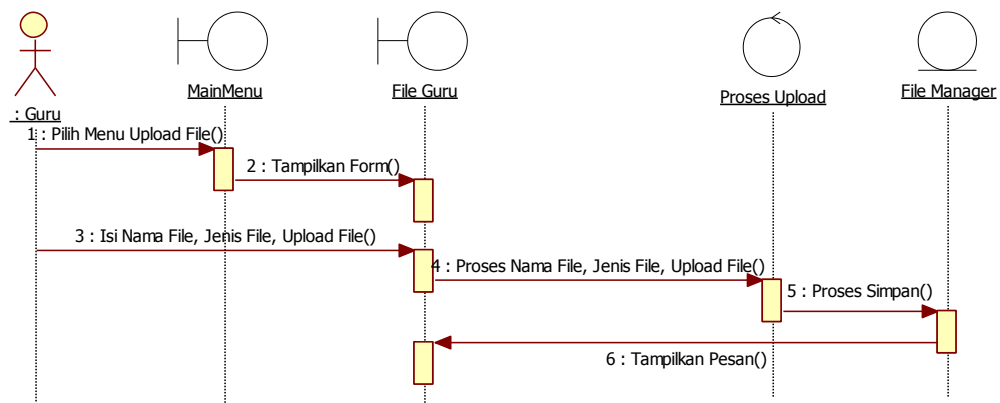 : Guru
MainMenu
File Guru
Proses Upload
File Manager
1 : Pilih Menu Upload File()
2 : Tampilkan Form()
3 : Isi Nama File, Jenis File, Upload File()
4 : Proses Nama File, Jenis File, Upload File()
5 : Proses Simpan()
6 : Tampilkan Pesan()